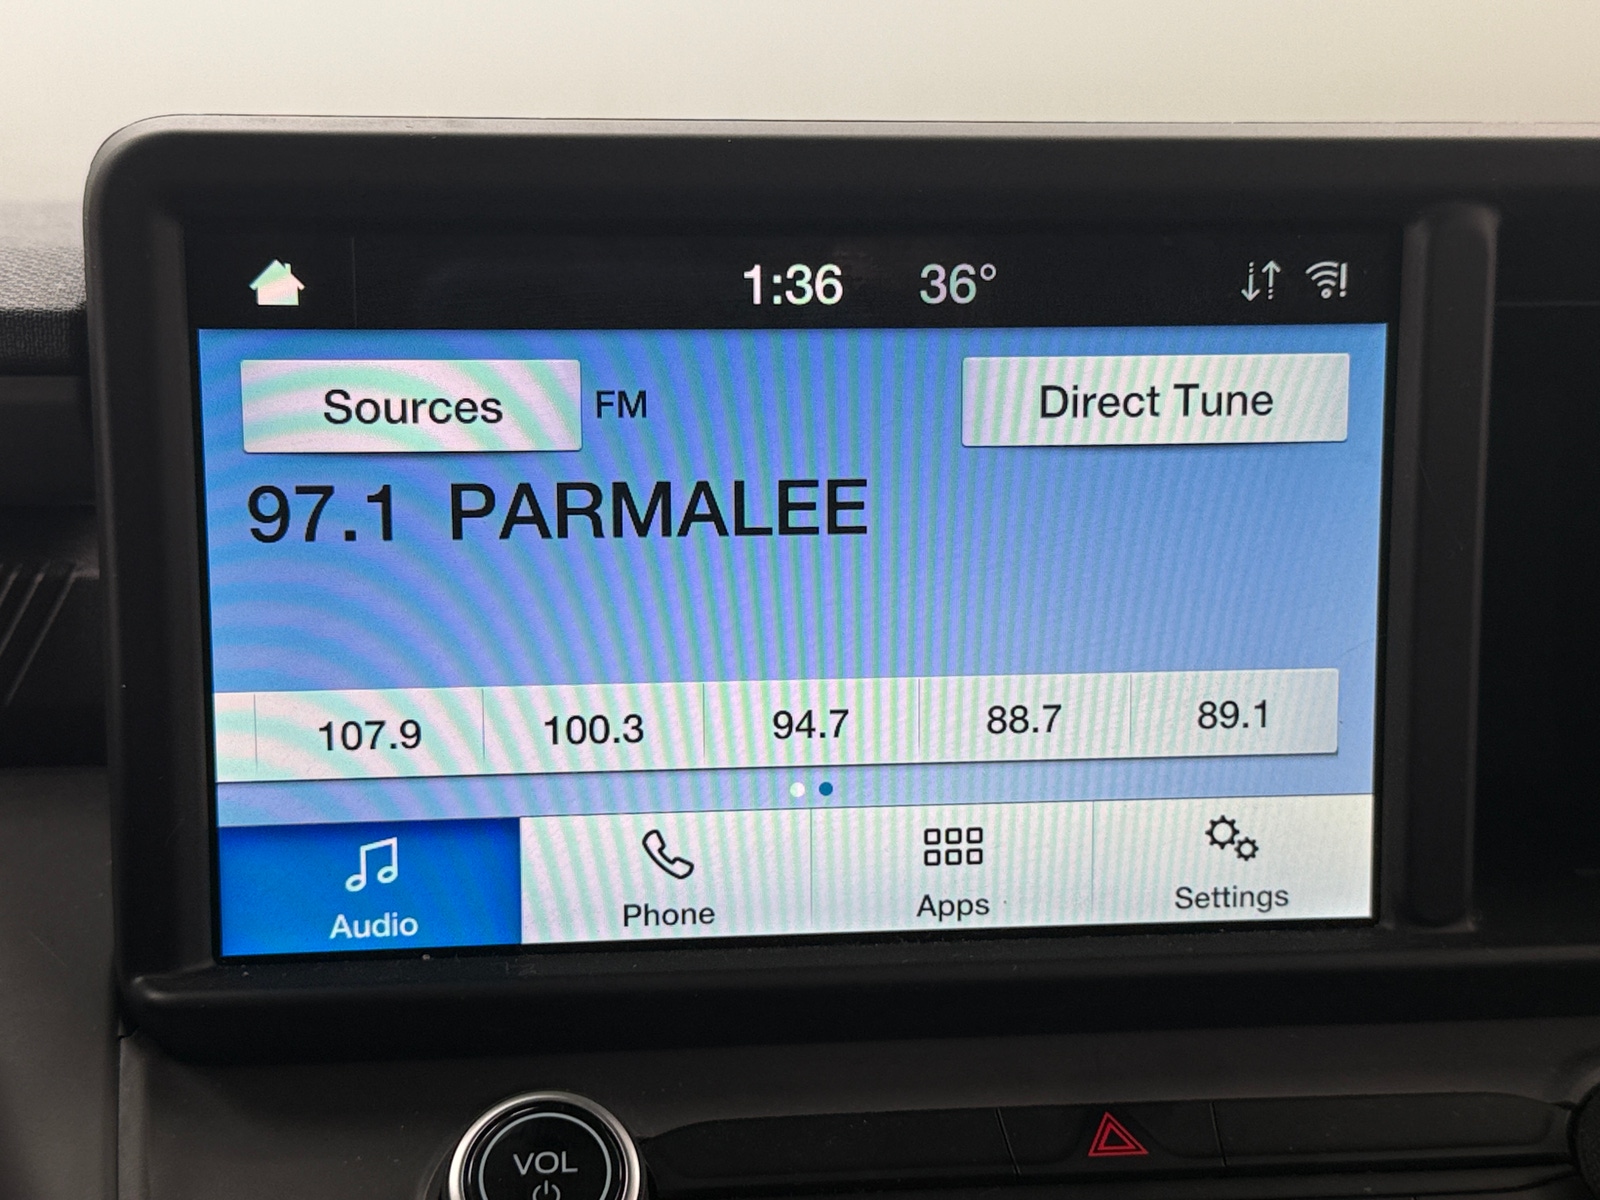 1:36 36°
Sources FM Direct Tune
97.1 PARMALEE
107.9 100.3 94.7 88.7 89.1
Audio Phone Apps Settings
VOL